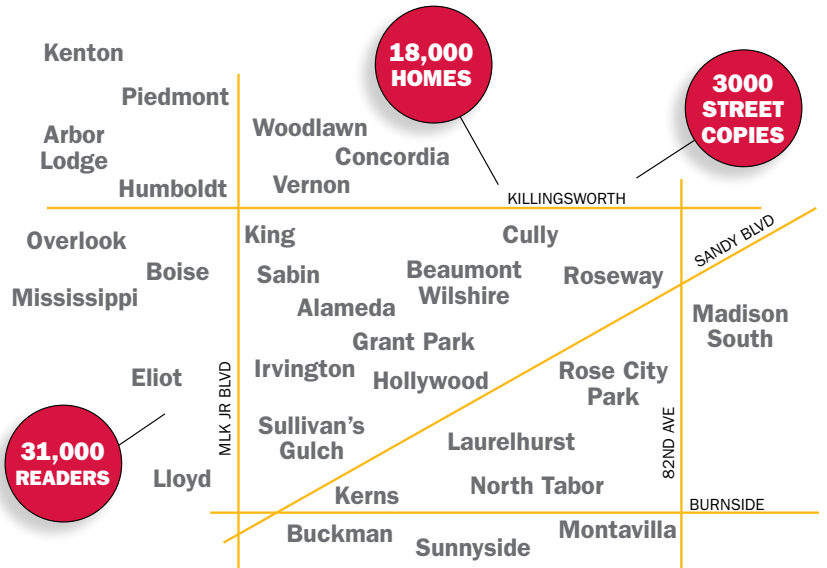 Kenton
18,000
HOMES
3000
STREET
COPIES
Piedmont
Arbor
Lodge
Woodlawn
Concordia
Humboldt
Vernon
KILLINGSWORTH
Overlook
King
Cully
SANDY BLVD
Boise
Sabin
Beaumont
Wilshire
Roseway
Mississippi
Alameda
Madison
South
Grant Park
Eliot
MLK JR BLVD
Irvington
Hollywood
Rose City
Park
31,000
READERS
Sullivan's
Gulch
Laurelhurst
82ND AVE
Lloyd
Kerns
North Tabor
BURNSIDE
Buckman
Sunnyside
Montavilla